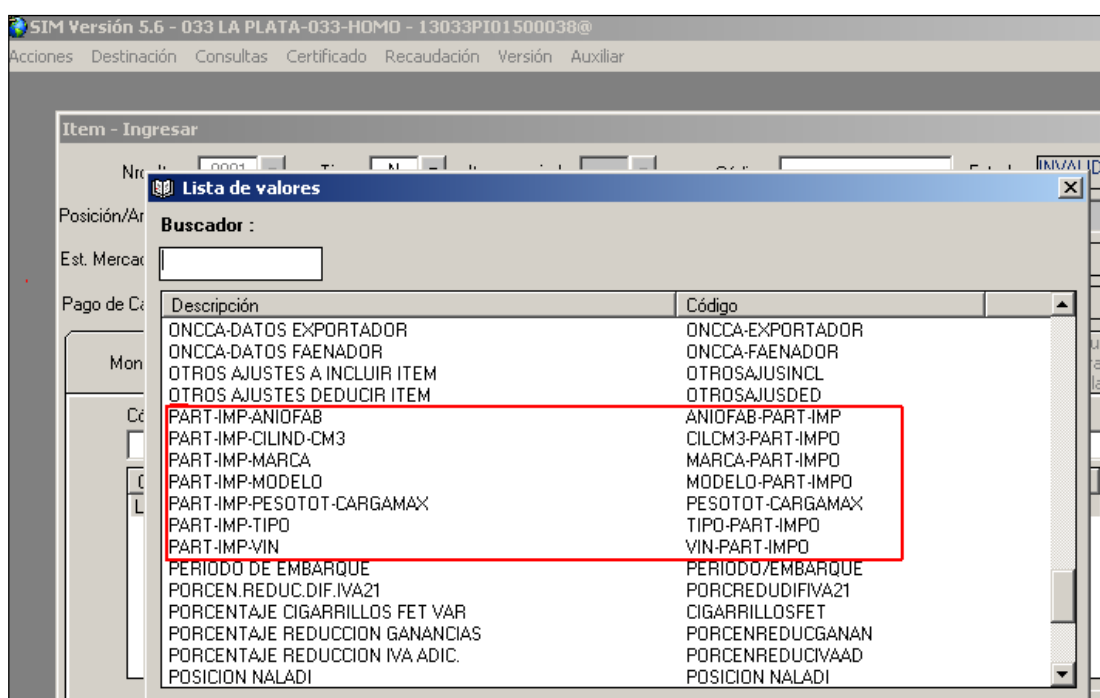 SIM Versión 5.6 - 033 LA PLATA-033-HOMO - 13033PI01500038@
Acciones Destinación Consultas Certificado Recaudación Versión Auxiliar
Item - Ingresar
INVALID
Lista de valores
Posición/Ar
Buscador :
Est. Mercad
Pago de Ca
Descripción Código
ONCCA-DATOS EXPORTADOR ONCCA-EXPORTADOR
ONCCA-DATOS FAENADOR ONCCA-FAENADOR
Mon
OTROS AJUSTES A INCLUIR ITEM OTROSAJUSINCL
OTROS AJUSTES DEDUCIR ITEM OTROSAJUSDED
PART-IMP-ANIOFAB ANIOFAB-PART-IMP
PART-IMP-CILIND-CM3 CILCM3-PART-IMPO
PART-IMP-MARCA MARCA-PART-IMPO
PART-IMP-MODELO MODELO-PART-IMPO
PART-IMP-PESOTOT-CARGAMAX PESOTOT-CARGAMAX
PART-IMP-TIPO TIPO-PART-IMPO
PART-IMP-VIN VIN-PART-IMPO
PERIODO DE EMBARQUE PERIODO/EMBARQUE
PORCEN.REDUC.DIF.IVA21 PORCREDUDIFIVA21
PORCENTAJE CIGARRILLOS FET VAR CIGARRILLOSFET
PORCENTAJE REDUCCION GANANCIAS PORCENREDUCGANAN
PORCENTAJE REDUCCION IVA ADIC. PORCENREDUCIVAAD
POSICION NALADI POSICION NALADI